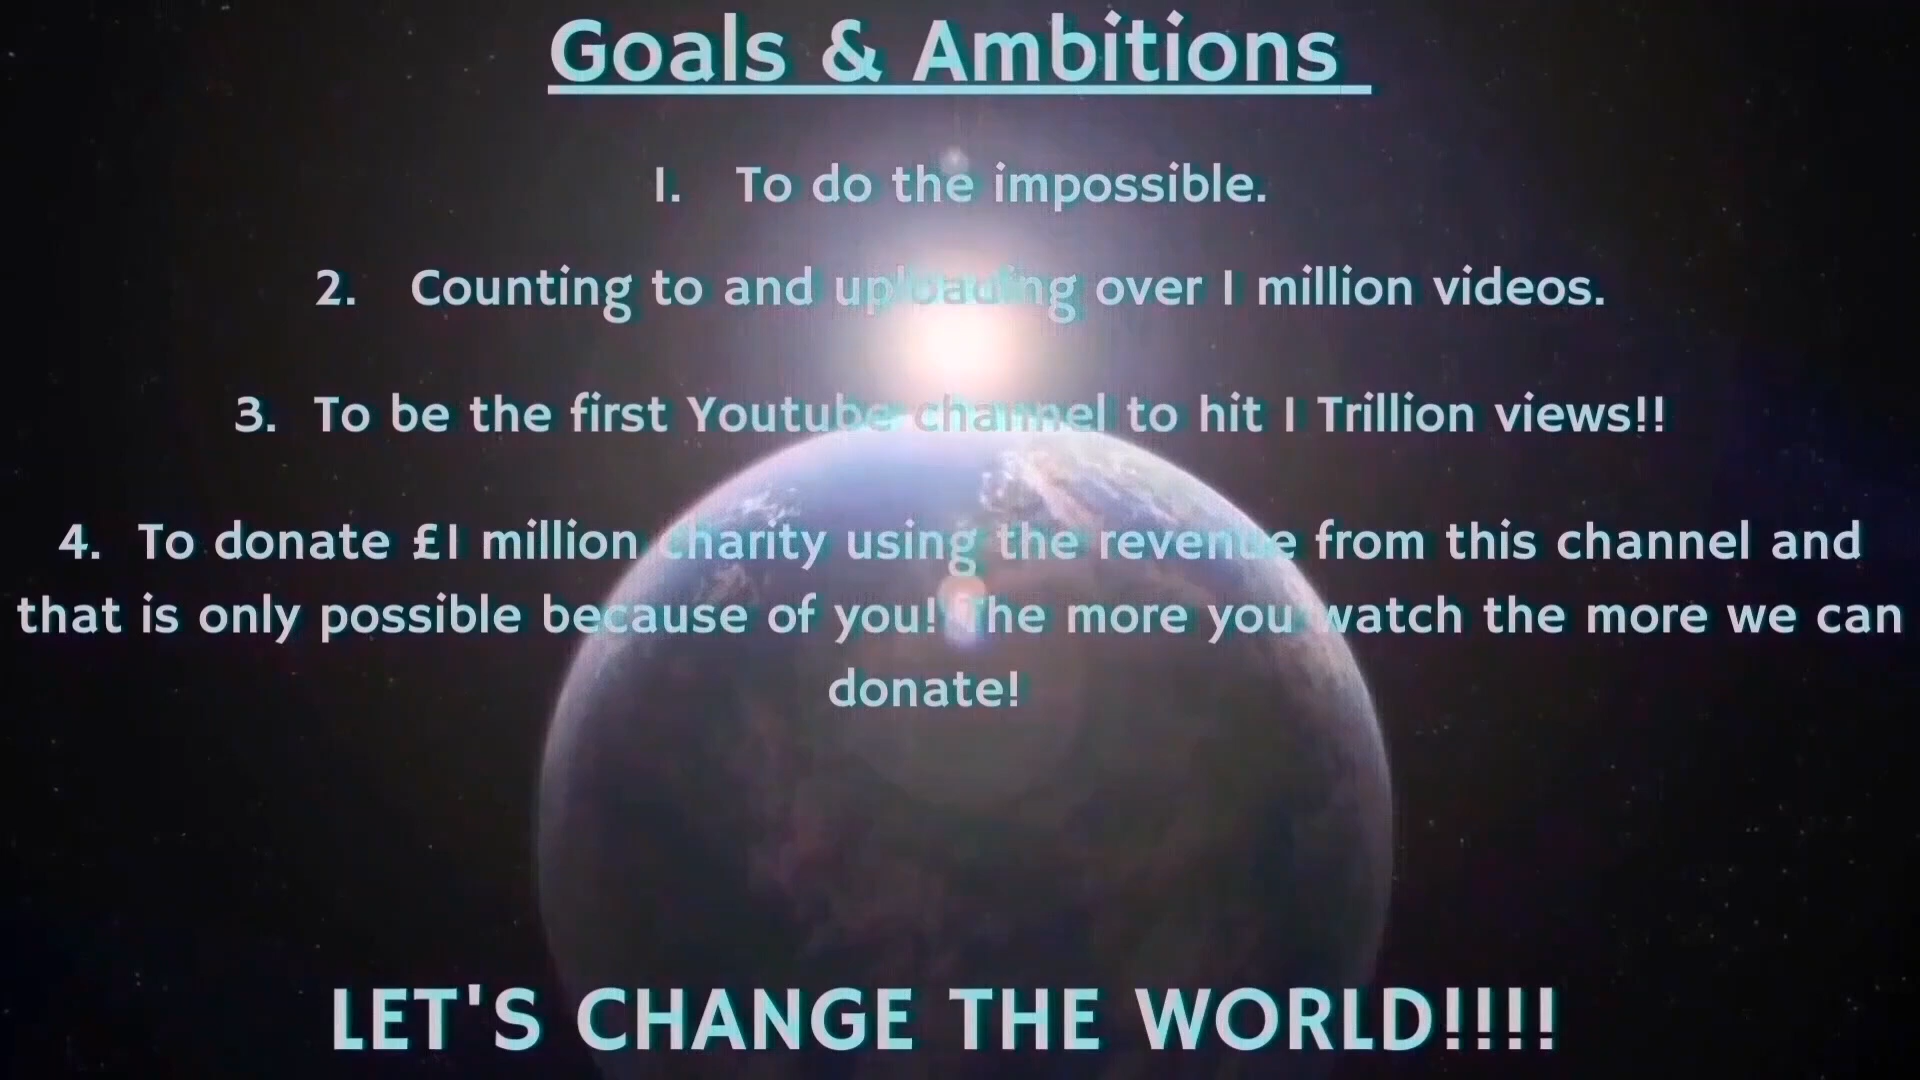 Goals & Ambitions
1. To do the impossible.
2. Counting to and uploading over 1 million videos.
3. To be the first Youtube channel to hit 1 Trillion views!!
4. To donate £1 million charity using the revenue from this channel and
that is only possible because of you! The more you watch the more we can
donate!
LET'S CHANGE THE WORLD!!!!